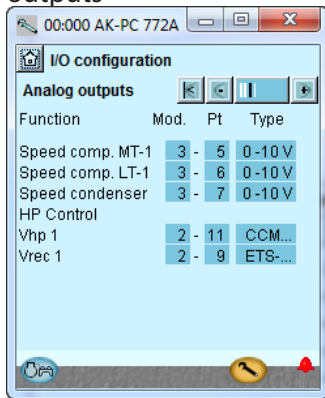 outputs
00:000 AK-PC 772A
I/O configuration
Analog outputs
Function Mod. Pt Type
Speed comp. MT-1 3 - 5 0 -10 V
Speed comp. LT-1 3 - 6 0 -10 V
Speed condenser 3 - 7 0 -10 V
HP Control
Vhp 1 2 - 11 CCM...
Vrec 1 2 - 9 ETS-...